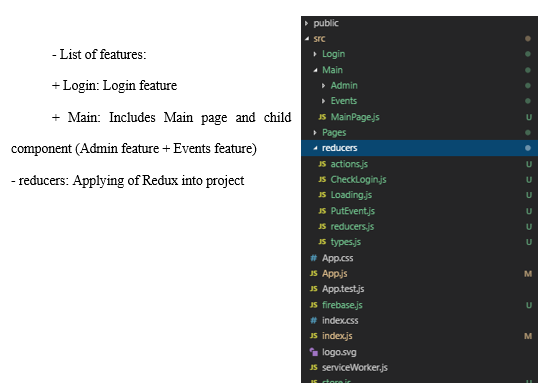 - List of features:
+ Login: Login feature
+ Main: Includes Main page and child
component (Admin feature + Events feature)
- reducers: Applying of Redux into project
public
src
Login
Main
Admin
Events
JS MainPage.js U
Pages
reducers
JS actions.js U
JS CheckLogin.js U
JS Loading.js U
JS PutEvent.js U
JS reducers.js U
JS types.js U
# App.css
JS App.js M
JS App.test.js
JS firebase.js U
# index.css
JS index.js M
logo.svg
JS serviceWorker.js
JS store.js U